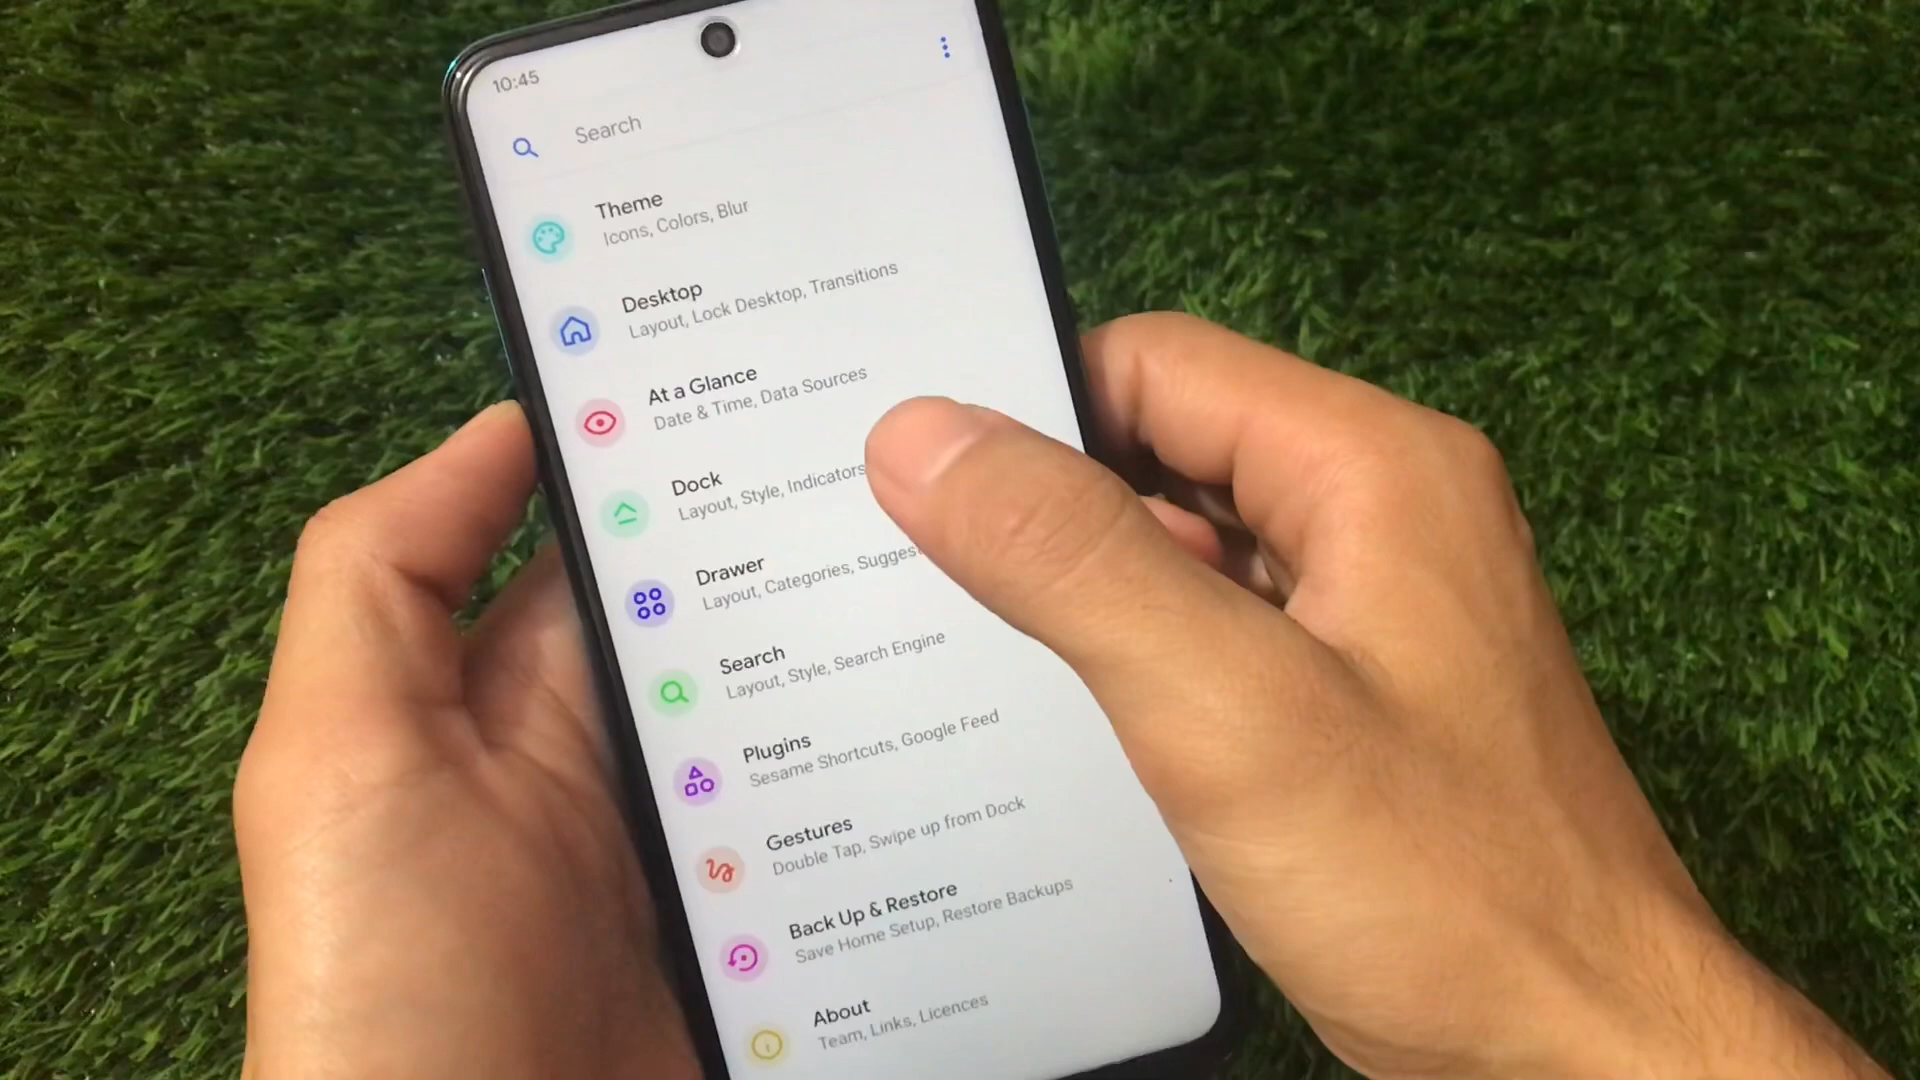 10:45
Search
Theme
Icons, Colors, Blur
Desktop
Layout, Lock Desktop, Transitions
At a Glance
Date & Time, Data Sources
Dock
Layout, Style, Indicators
Drawer
Layout, Categories,
Search
Layout, Style, Search Engine
Plugins
Sesame Shortcuts, Google Feed
Gestures
Double Tap, Swipe up from Dock
Back Up & Restore
Save Home Setup, Restore Backups
About
Team, Links, Licences